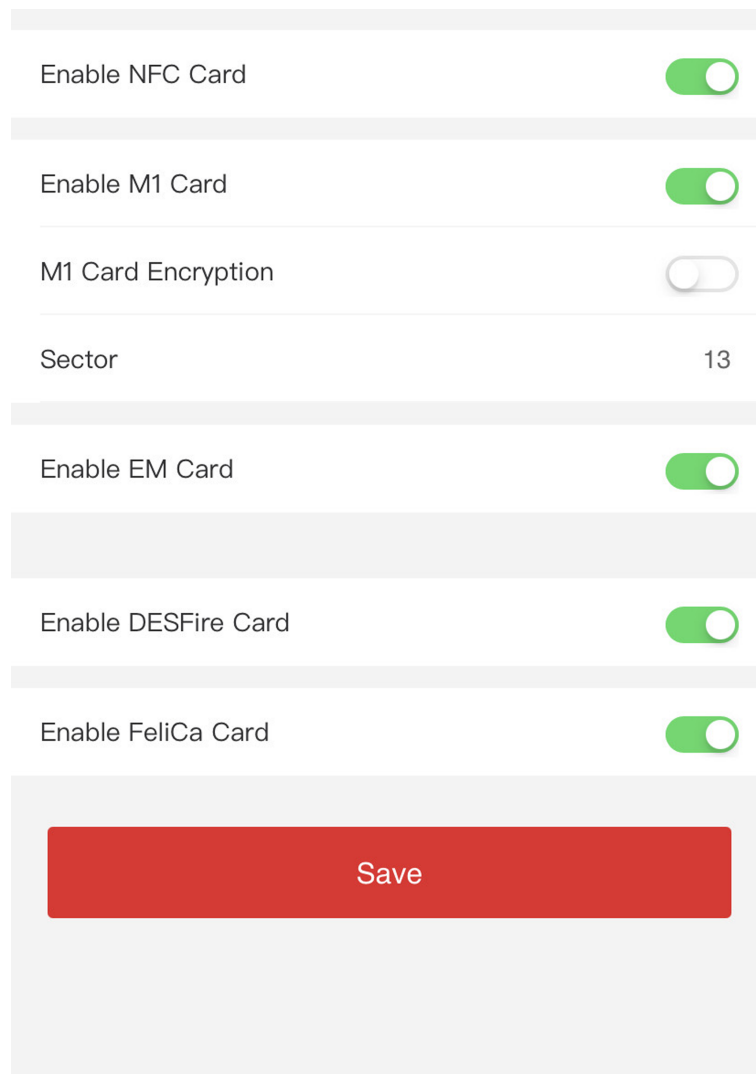 Enable NFC Card
Enable M1 Card
M1 Card Encryption
Sector 13
Enable EM Card
Enable DESFire Card
Enable FeliCa Card
Save